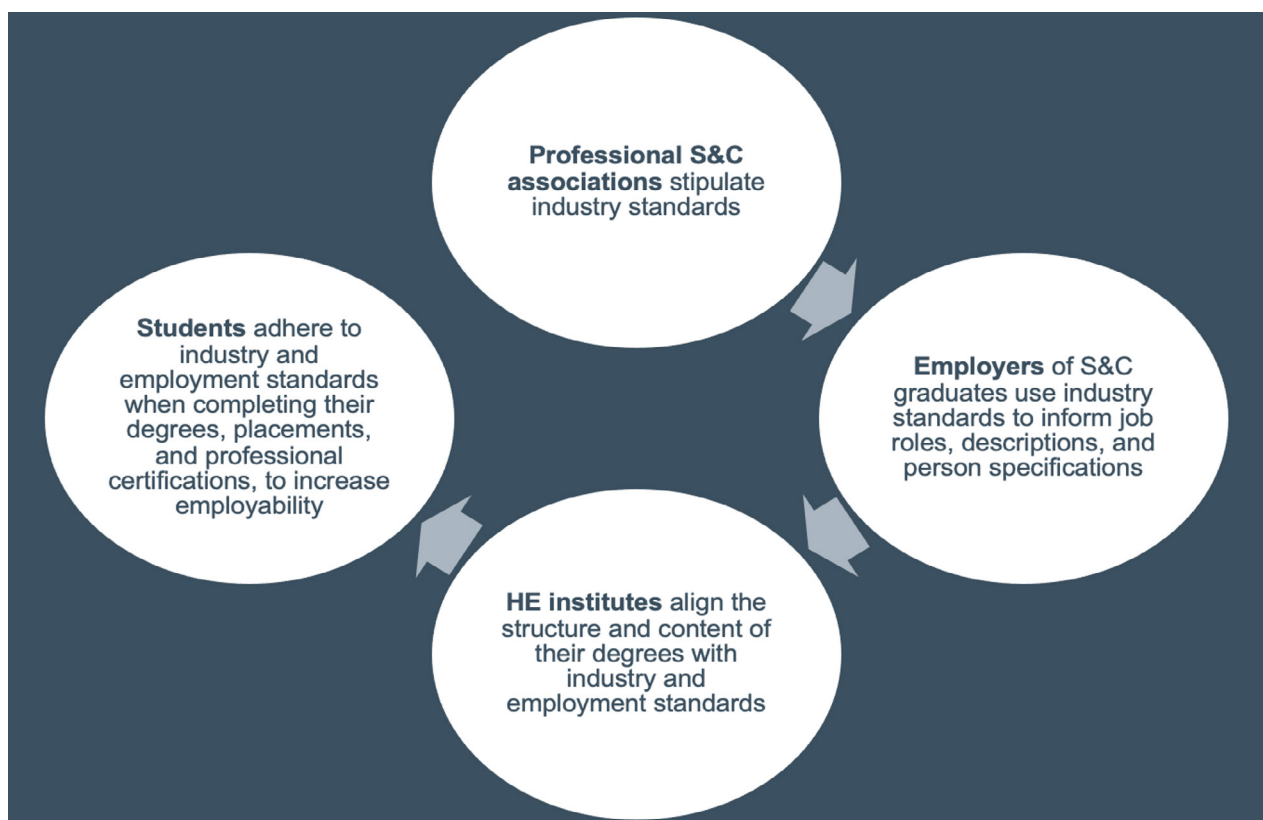 Professional S&C
associations stipulate
industry standards
Employers of S&C
graduates use industry
standards to inform job
roles, descriptions, and
person specifications
HE institutes align the
structure and content of
their degrees with
industry and
employment standards
Students adhere to
industry and
employment standards
when completing their
degrees, placements,
and professional
certifications, to increase
employability